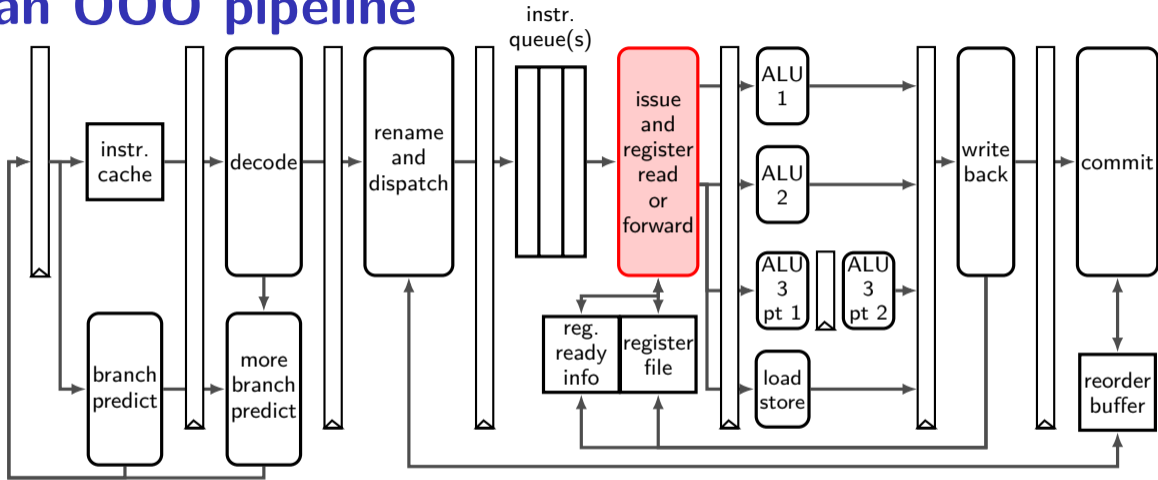 an OOO pipeline
instr.
queue(s)
instr.
cache
decode
rename
and
dispatch
issue
and
register
read
or
forward
ALU
1
ALU
2
ALU
3
pt 1
ALU
3
pt 2
load
store
write
back
commit
branch
predict
more
branch
predict
reg.
ready
info
register
file
reorder
buffer